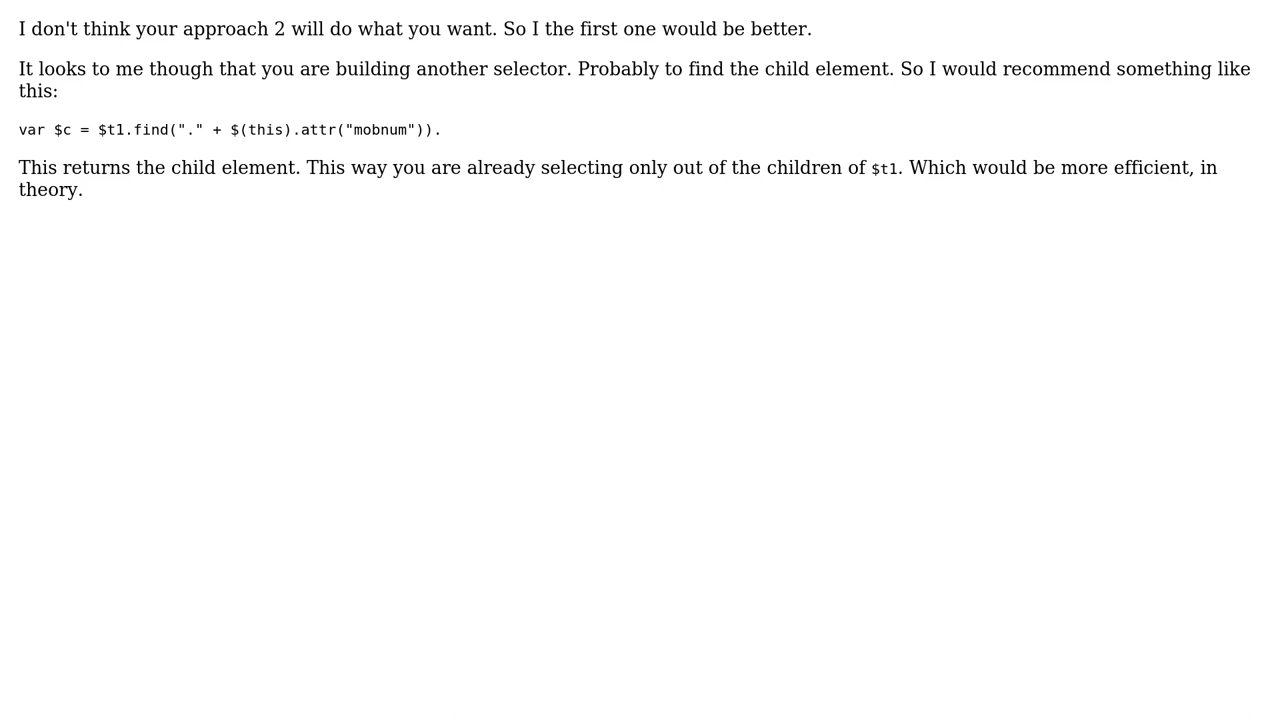 I don't think your approach 2 will do what you want. So I the first one would be better.
It looks to me though that you are building another selector. Probably to find the child element. So I would recommend something like
this:
var $c = $t1.find("." + $(this).attr("mobnum")).
This returns the child element. This way you are already selecting only out of the children of $t1. Which would be more efficient, in
theory.